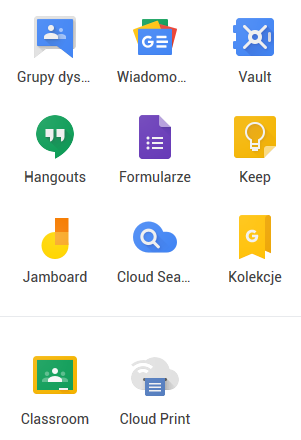 Grupy dys... Wiadomo... Vault
Hangouts Formularze Keep
Jamboard Cloud Sea... Kolekcje
Classroom Cloud Print